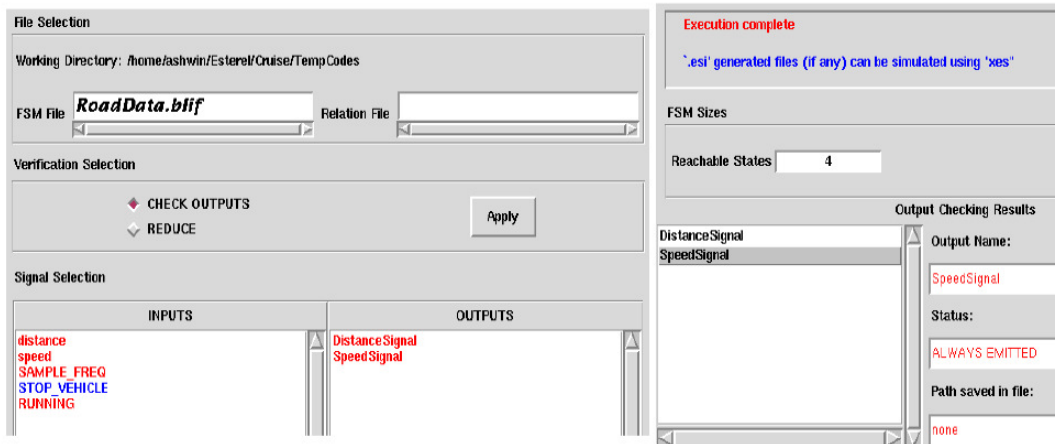 File Selection
Working Directory: /home/ashwin/Esterel/Cruise/TempCodes
FSM File RoadData.blif Relation File
Verification Selection
CHECK OUTPUTS
REDUCE
Apply
Signal Selection
INPUTS OUTPUTS
distance
speed
SAMPLE_FREQ
STOP_VEHICLE
RUNNING
DistanceSignal
SpeedSignal
Execution complete
`.esi' generated files (if any) can be simulated using 'xes"
FSM Sizes
Reachable States 4
Output Checking Results
DistanceSignal
SpeedSignal
Output Name:
SpeedSignal
Status:
ALWAYS EMITTED
Path saved in file:
none